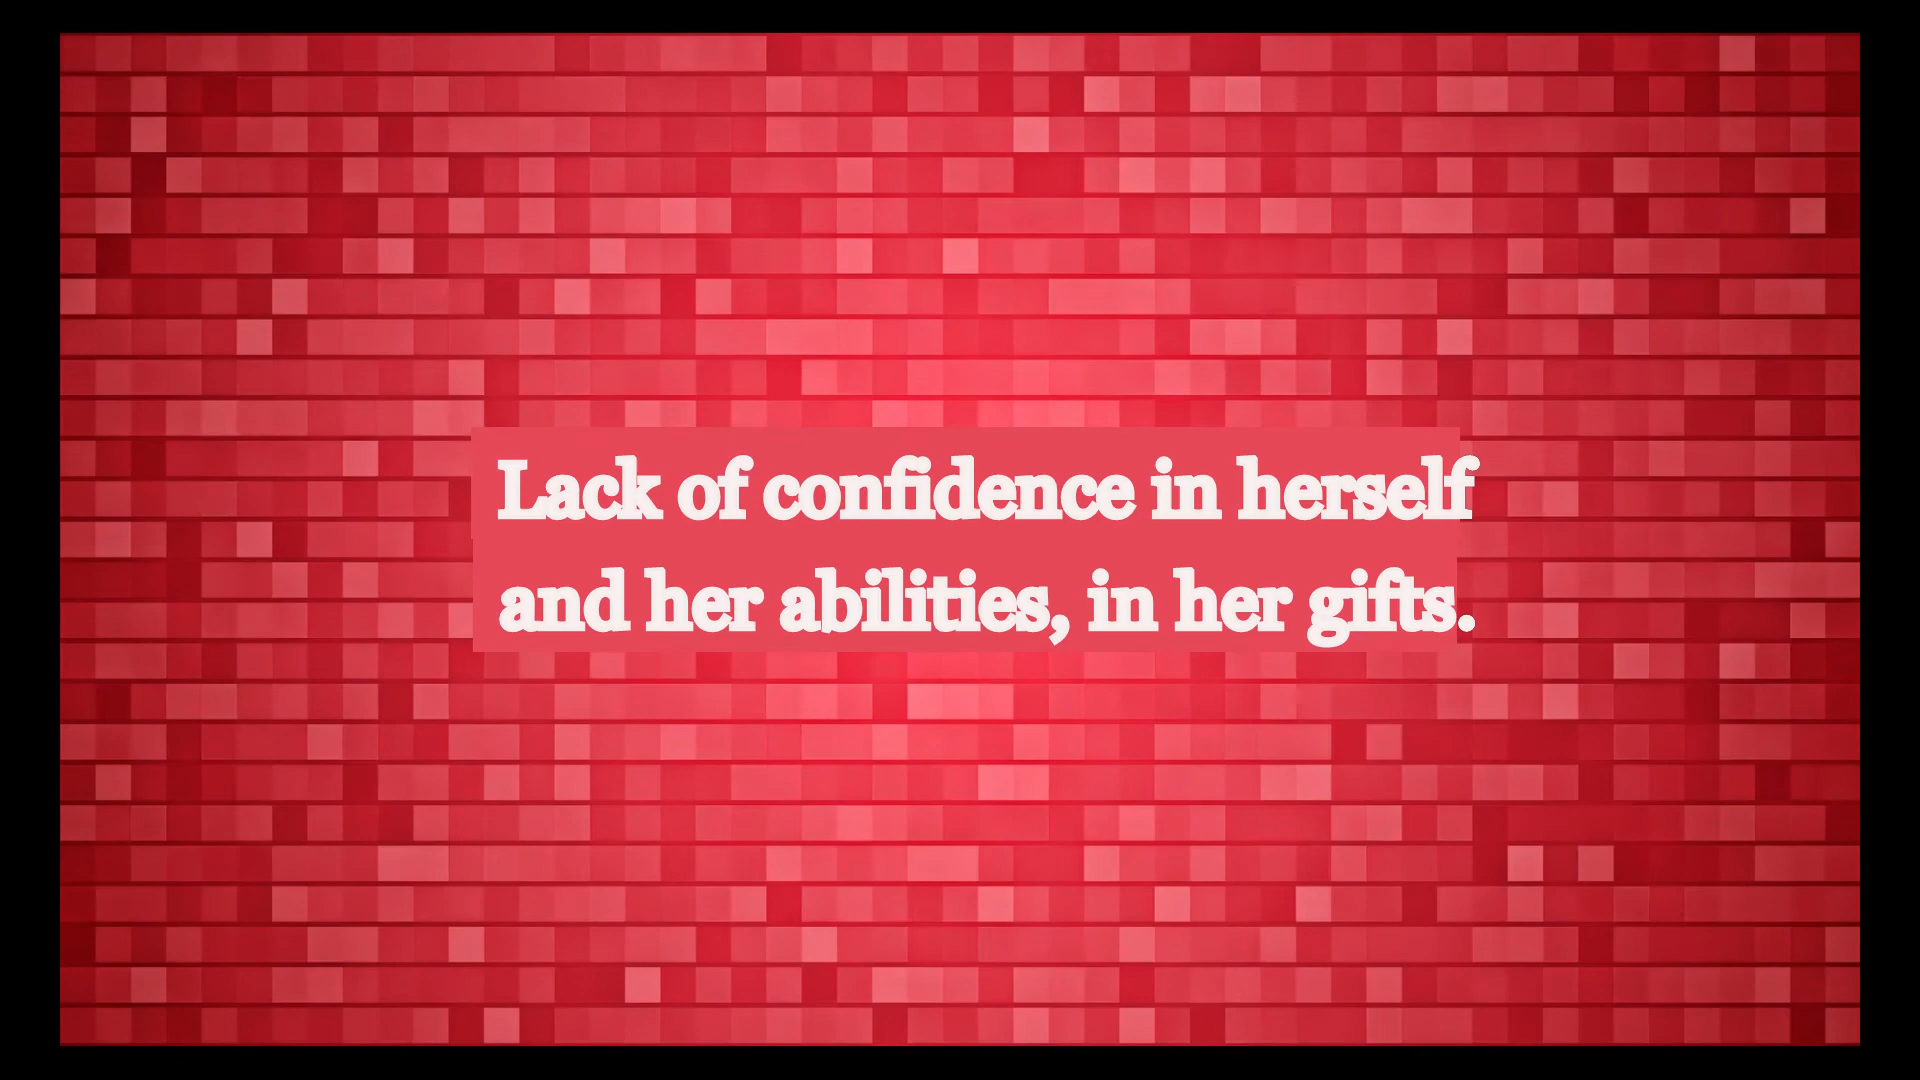 Lack of confidence in herself
and her abilities, in her gifts.